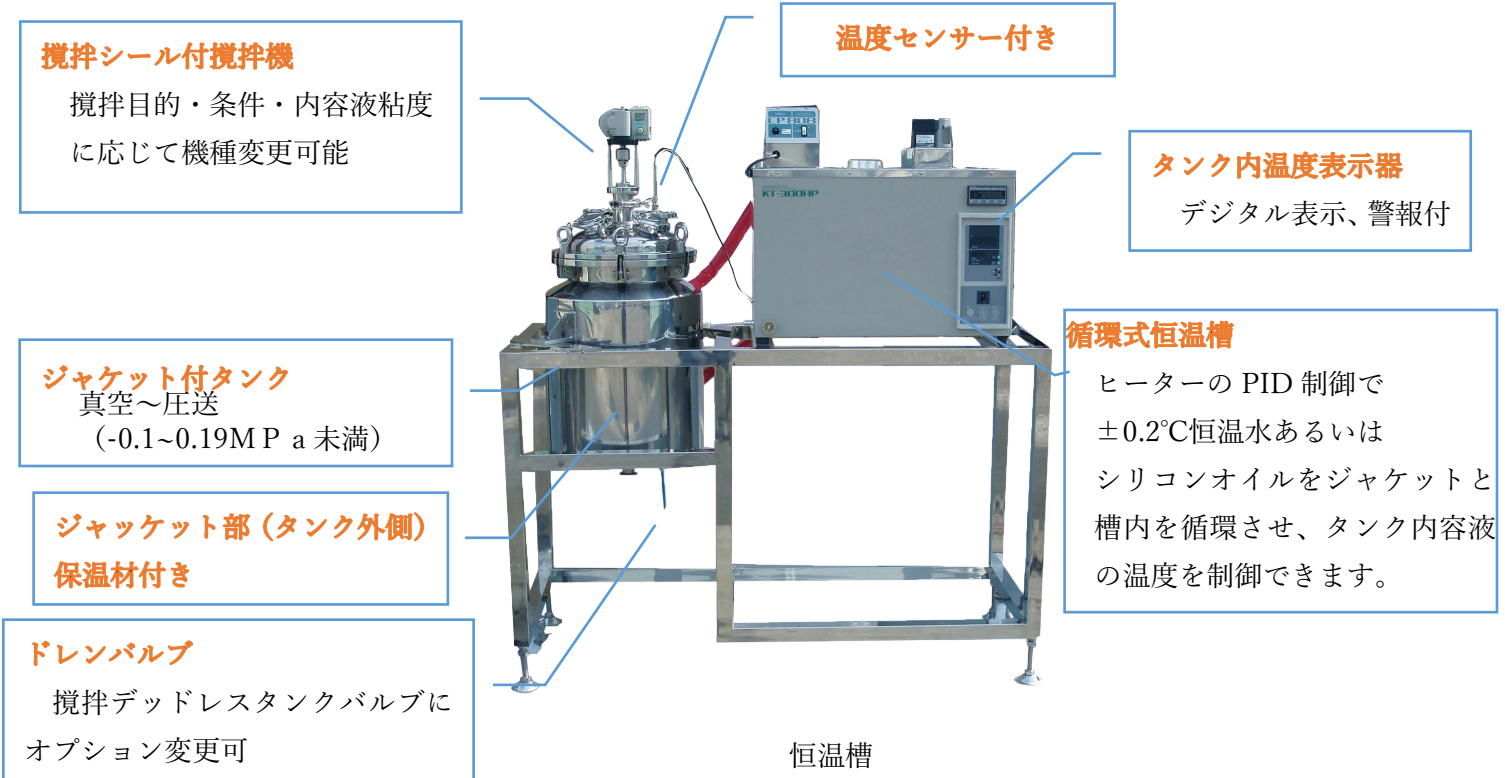 撹拌シール付撹拌機
撹拌目的・条件・内容液粘度
に応じて機種変更可能
温度センサー付き
タンク内温度表示器
デジタル表示、警報付
KT-300HP
循環式恒温槽
ヒーターの PID 制御で
±0.2℃恒温水あるいは
シリコンオイルをジャケットと
槽内を循環させ、タンク内容液
の温度を制御できます。
ジャケット付タンク
真空～圧送
（-0.1~0.19ＭＰａ未満）
ジャッケット部（タンク外側）
保温材付き
ドレンバルブ
撹拌デッドレスタンクバルブに
オプション変更可
恒温槽